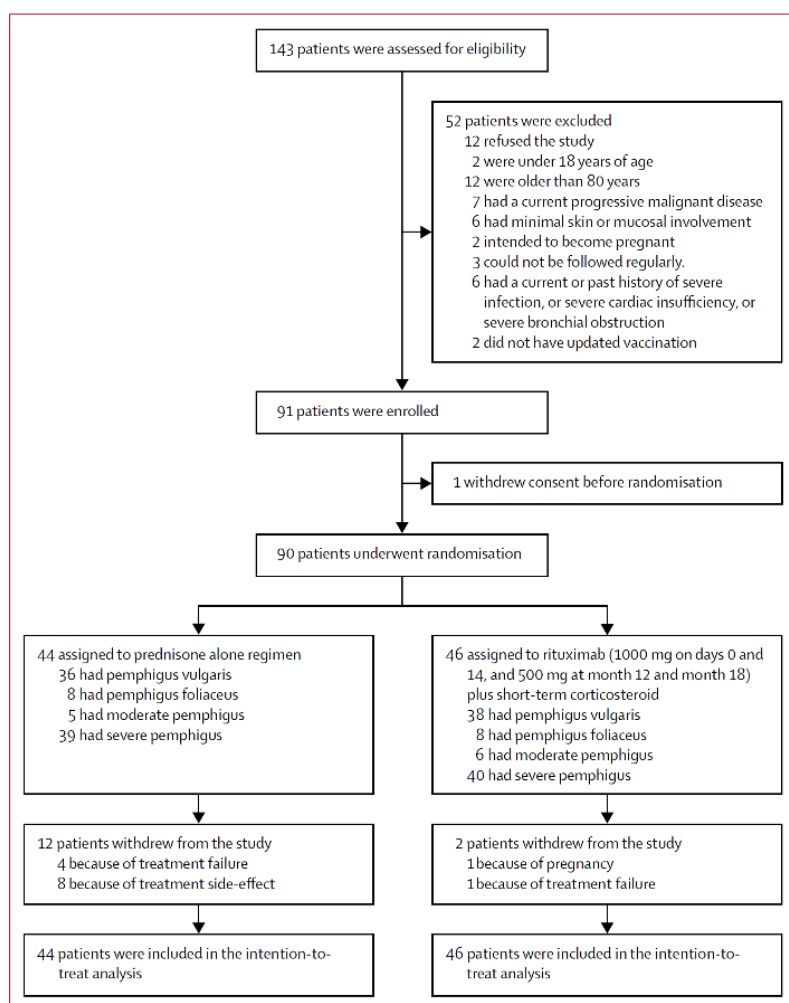 143 patients were assessed for eligibility
52 patients were excluded
12 refused the study
2 were under 18 years of age
12 were older than 80 years
7 had a current progressive malignant disease
6 had minimal skin or mucosal involvement
2 intended to become pregnant
3 could not be followed regularly.
6 had a current or past history of severe
infection, or severe cardiac insufficiency, or
severe bronchial obstruction
2 did not have updated vaccination
91 patients were enrolled
1 withdrew consent before randomisation
90 patients underwent randomisation
44 assigned to prednisone alone regimen
36 had pemphigus vulgaris
8 had pemphigus foliaceus
5 had moderate pemphigus
39 had severe pemphigus
46 assigned to rituximab (1000 mg on days 0 and
14, and 500 mg at month 12 and month 18)
plus short-term corticosteroid
38 had pemphigus vulgaris
8 had pemphigus foliaceus
6 had moderate pemphigus
40 had severe pemphigus
12 patients withdrew from the study
4 because of treatment failure
8 because of treatment side-effect
2 patients withdrew from the study
1 because of pregnancy
1 because of treatment failure
44 patients were included in the intention-to-
treat analysis
46 patients were included in the intention-to-
treat analysis